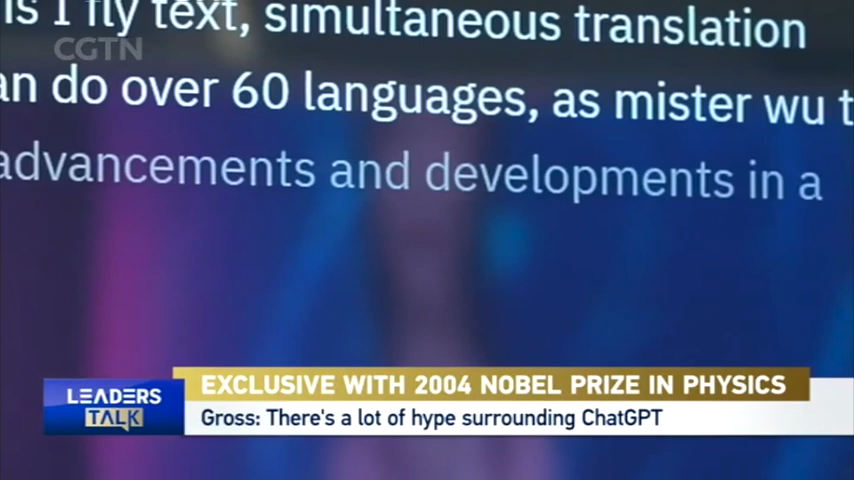 is I fly text, simultaneous translation
CGTN
an do over 60 languages, as mister wu t
advancements and developments in a
EXCLUSIVE WITH 2004 NOBEL PRIZE IN PHYSICS
LEADERS
TALK
Gross: There's a lot of hype surrounding ChatGPT